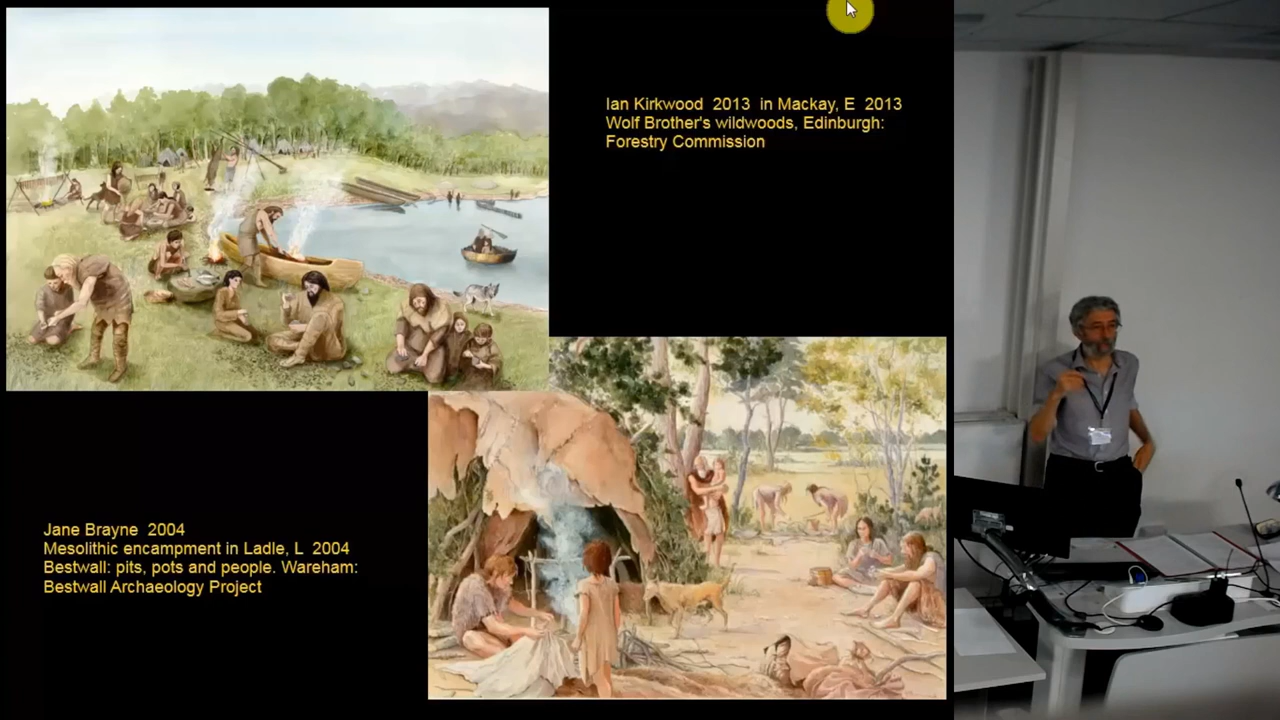 Ian Kirkwood  2013  in Mackay, E  2013
Wolf Brother's wildwoods, Edinburgh:
Forestry Commission
Jane Brayne  2004
Mesolithic encampment in Ladle, L  2004
Bestwall: pits, pots and people. Wareham:
Bestwall Archaeology Project